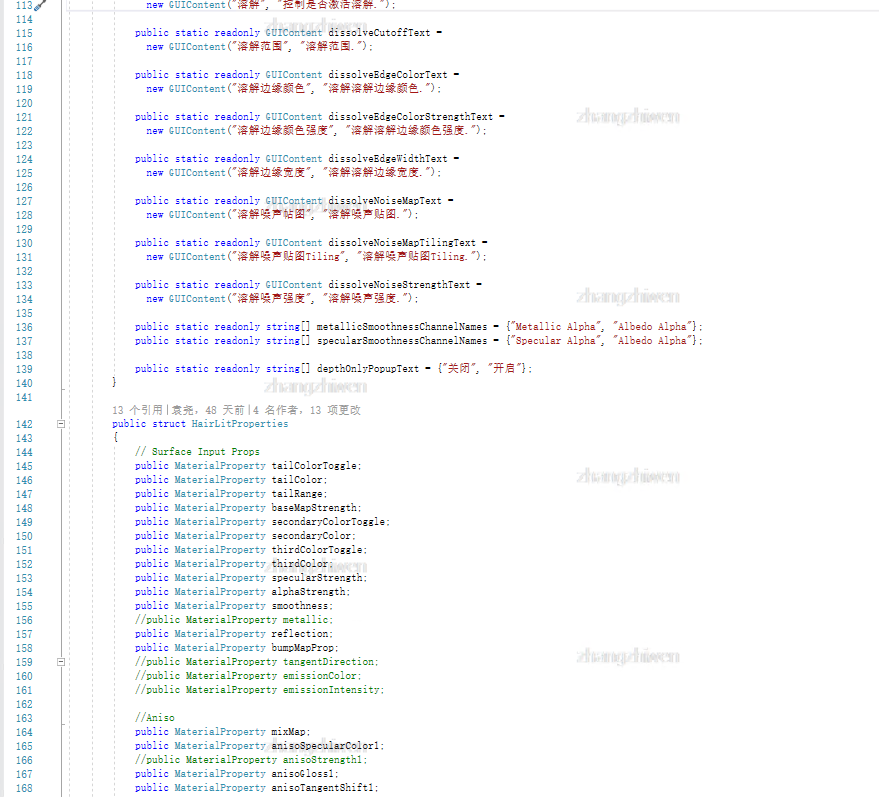 113 new GUIContent("溶解", "控制是否激活溶解.");
114
115 public static readonly GUIContent dissolveCutoffText =
116 new GUIContent("溶解范围", "溶解范围.");
117
118 public static readonly GUIContent dissolveEdgeColorText =
119 new GUIContent("溶解边缘颜色", "溶解溶解边缘颜色.");
120
121 public static readonly GUIContent dissolveEdgeColorStrengthText =
122 new GUIContent("溶解边缘颜色强度", "溶解溶解边缘颜色强度.");
123
124 public static readonly GUIContent dissolveEdgeWidthText =
125 new GUIContent("溶解边缘宽度", "溶解溶解边缘宽度.");
126
127 public static readonly GUIContent dissolveNoiseMapText =
128 new GUIContent("溶解噪声帖图", "溶解噪声贴图.");
129
130 public static readonly GUIContent dissolveNoiseMapTilingText =
131 new GUIContent("溶解噪声贴图Tiling", "溶解噪声贴图Tiling.");
132
133 public static readonly GUIContent dissolveNoiseStrengthText =
134 new GUIContent("溶解噪声强度", "溶解噪声强度.");
135
136 public static readonly string[] metallicSmoothnessChannelNames = {"Metallic Alpha", "Albedo Alpha"};
137 public static readonly string[] specularSmoothnessChannelNames = {"Specular Alpha", "Albedo Alpha"};
138
139 public static readonly string[] depthOnlyPopupText = {"关闭", "开启"};
140 }
141
13 个引用|袁尧, 48 天前|4 名作者, 13 项更改
142 public struct HairLitProperties
143 {
144 // Surface Input Props
145 public MaterialProperty tailColorToggle;
146 public MaterialProperty tailColor;
147 public MaterialProperty tailRange;
148 public MaterialProperty baseMapStrength;
149 public MaterialProperty secondaryColorToggle;
150 public MaterialProperty secondaryColor;
151 public MaterialProperty thirdColorToggle;
152 public MaterialProperty thirdColor;
153 public MaterialProperty specularStrength;
154 public MaterialProperty alphaStrength;
155 public MaterialProperty smoothness;
156 //public MaterialProperty metallic;
157 public MaterialProperty reflection;
158 public MaterialProperty bumpMapProp;
159 //public MaterialProperty tangentDirection;
160 //public MaterialProperty emissionColor;
161 //public MaterialProperty emissionIntensity;
162
163 //Aniso
164 public MaterialProperty mixMap;
165 public MaterialProperty anisoSpecularColor1;
166 //public MaterialProperty anisoStrength1;
167 public MaterialProperty anisoGloss1;
168 public MaterialProperty anisoTangentShift1;
zhangzhiwen
zhangzhiwen
zhangzhiwen
zhangzhiwen
zhangzhiwen
zhangzhiwen
zhangzhiwen
zhangzhiwen
zhangzhiwen